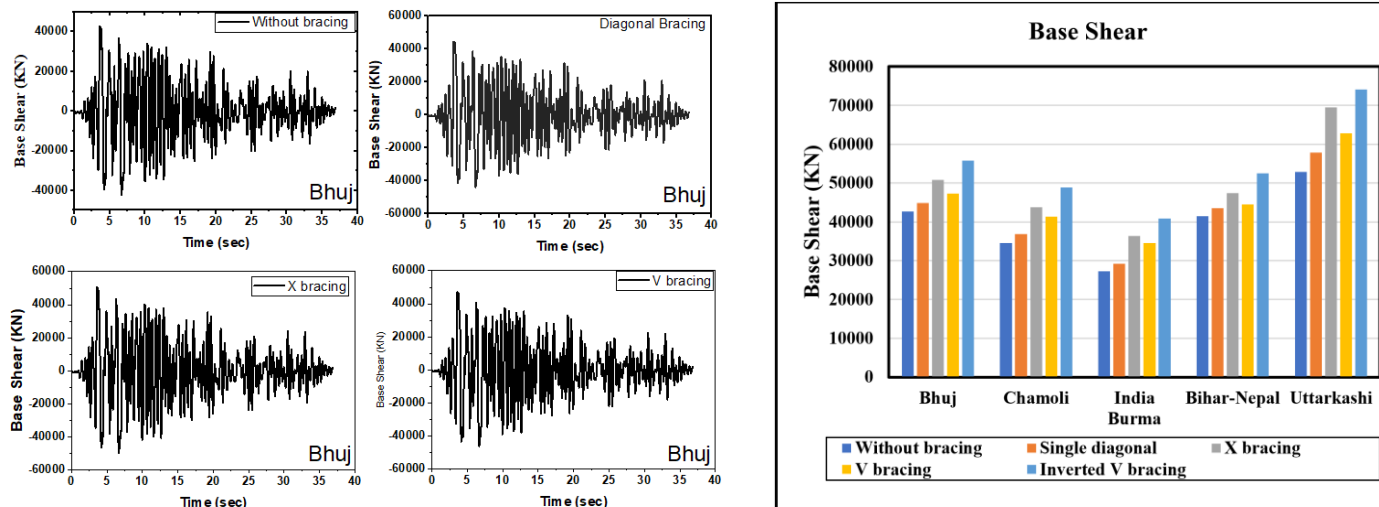 Without bracing
Base Shear (KN)
40000
20000
0
-20000
-40000
Bhuj
0 5 10 15 20 25 30 35 40
Time (sec)
Diagonal Bracing
Base Shear (KN)
60000
40000
20000
0
-20000
-40000
-60000
Bhuj
0 5 10 15 20 25 30 35 40
Time (sec)
X bracing
Base Shear (KN)
60000
40000
20000
0
-20000
-40000
-60000
Bhuj
0 5 10 15 20 25 30 35 40
Time (sec)
V bracing
Base Shear (KN)
60000
40000
20000
0
-20000
-40000
-60000
Bhuj
0 5 10 15 20 25 30 35 40
Time (sec)
Base Shear
Base Shear (KN)
80000
70000
60000
50000
40000
30000
20000
10000
0
Bhuj Chamoli India Bihar-Nepal Uttarkashi
Burma
Without bracing Single diagonal X bracing
V bracing Inverted V bracing